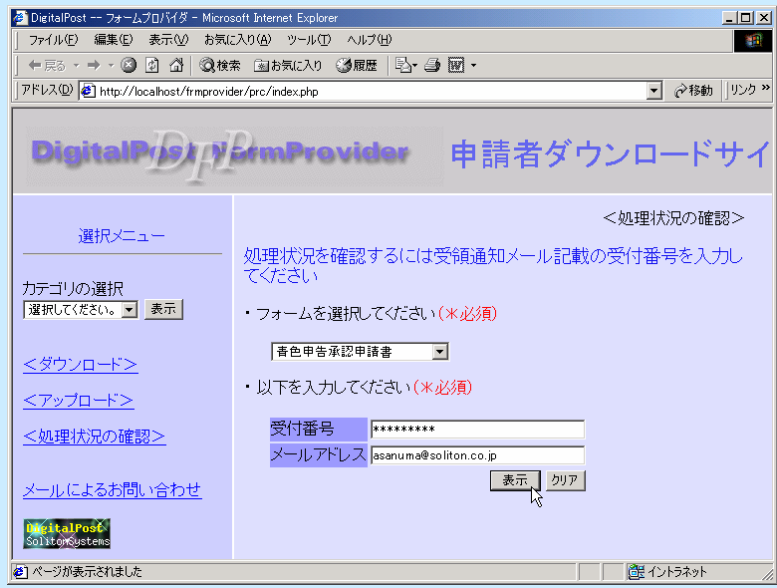 DigitalPost -- フォームプロバイダ - Microsoft Internet Explorer
ファイル(F) 編集(E) 表示(V) お気に入り(A) ツール(T) ヘルプ(H)
戻る 検索 お気に入り 履歴
アドレス(D) http://localhost/frmprovider/prc/index.php 移動 リンク »
DigitalPost FormProvider 申請者ダウンロードサイ
DFP
選択メニュー
カテゴリの選択
選択してください。 表示
<ダウンロード>
<アップロード>
<処理状況の確認>
メールによるお問い合わせ
DigitalPost
SolitonSystems
<処理状況の確認>
処理状況を確認するには受領通知メール記載の受付番号を入力し
てください
・フォームを選択してください(*必須)
青色申告承認申請書
・以下を入力してください(*必須)
受付番号 *********
メールアドレス asanuma@soliton.co.jp
表示 クリア
ページが表示されました イントラネット